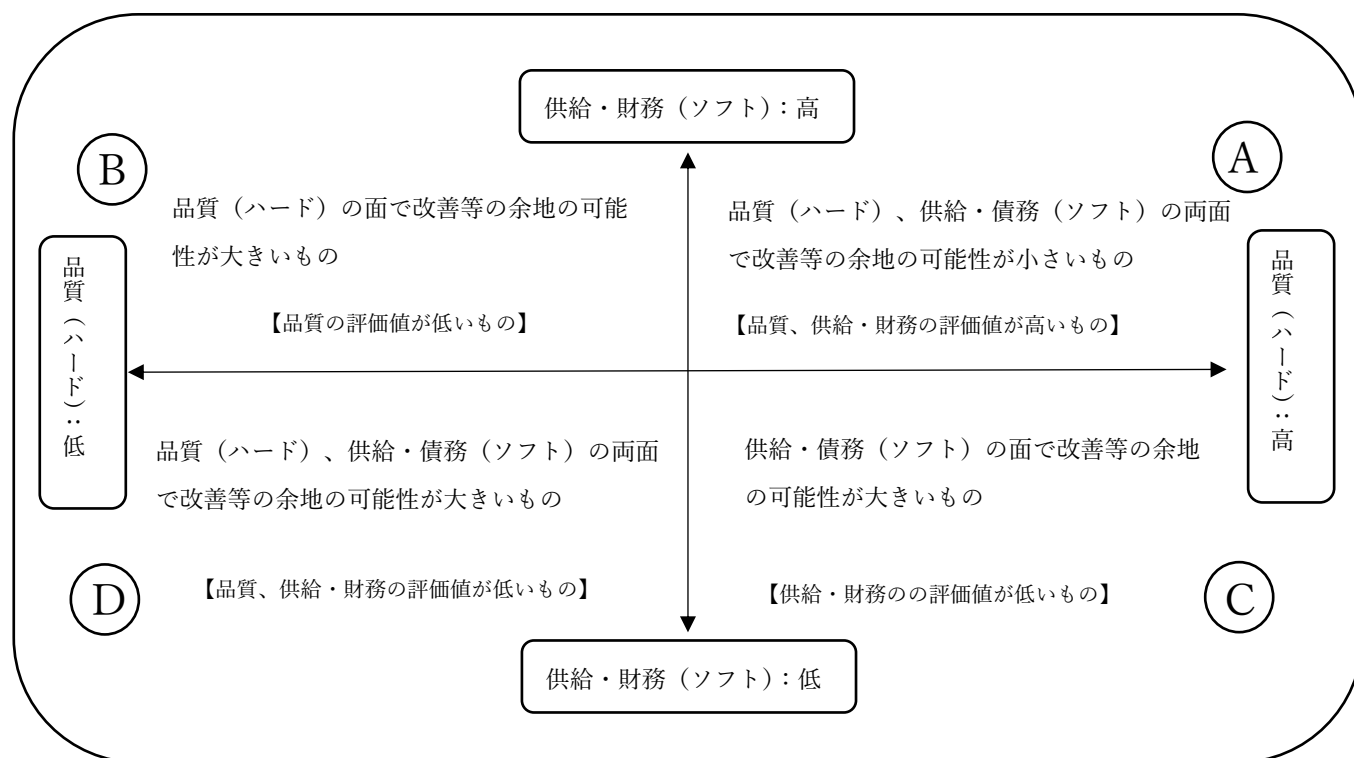 供給・財務（ソフト）：高
B
A
品質（ハード）の面で改善等の余地の可能
性が大きいもの
【品質の評価値が低いもの】
品質（ハード）、供給・債務（ソフト）の両面
で改善等の余地の可能性が小さいもの
【品質、供給・財務の評価値が高いもの】
品質（ハード）：低
品質（ハード）：高
品質（ハード）、供給・債務（ソフト）の両面
で改善等の余地の可能性が大きいもの
【品質、供給・財務の評価値が低いもの】
供給・債務（ソフト）の面で改善等の余地
の可能性が大きいもの
【供給・財務のの評価値が低いもの】
D
C
供給・財務（ソフト）：低